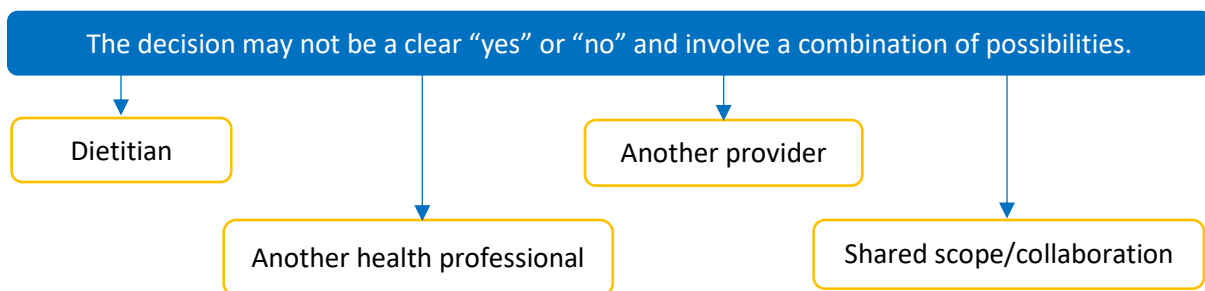 The decision may not be a clear “yes” or “no” and involve a combination of possibilities.
Dietitian
Another provider
Another health professional
Shared scope/collaboration